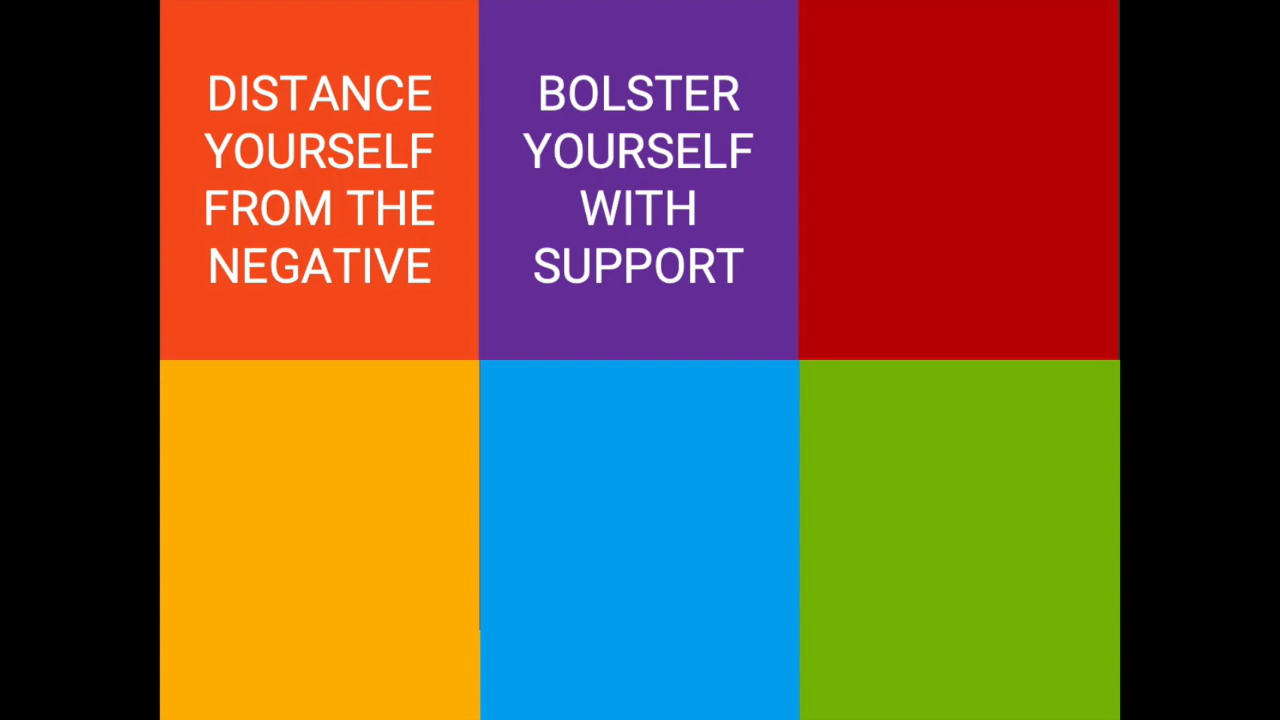 DISTANCE
YOURSELF
FROM THE
NEGATIVE
BOLSTER
YOURSELF
WITH
SUPPORT